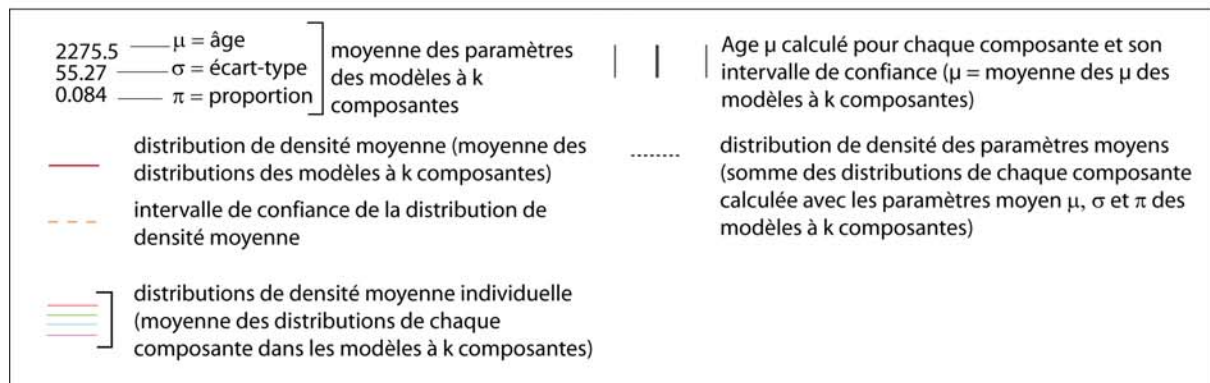 2275.5 μ = âge
55.27 σ = écart-type
0.084 π = proportion
moyenne des paramètres
des modèles à k
composantes
distribution de densité moyenne (moyenne des
distributions des modèles à k composantes)
intervalle de confiance de la distribution de
densité moyenne
distributions de densité moyenne individuelle
(moyenne des distributions de chaque
composante dans les modèles à k composantes)
Age μ calculé pour chaque composante et son
intervalle de confiance (μ = moyenne des μ des
modèles à k composantes)
distribution de densité des paramètres moyens
(somme des distributions de chaque composante
calculée avec les paramètres moyen μ, σ et π des
modèles à k composantes)